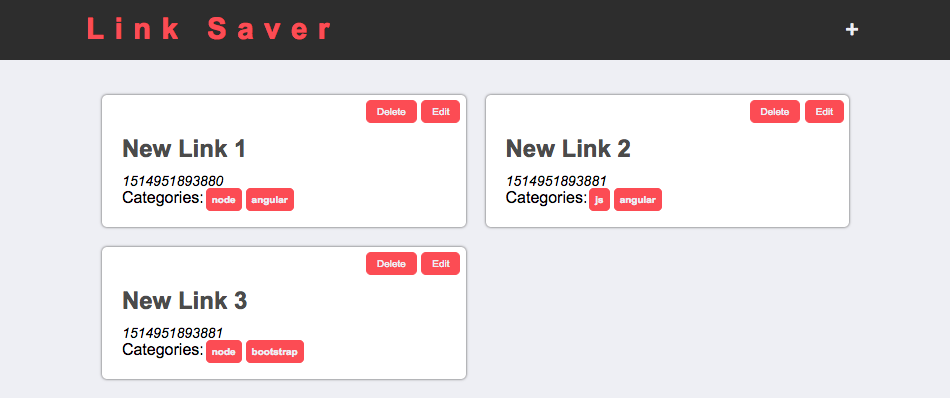 Link Saver +
Delete Edit
New Link 1
1514951893880
Categories: node angular
Delete Edit
New Link 2
1514951893881
Categories: js angular
Delete Edit
New Link 3
1514951893881
Categories: node bootstrap